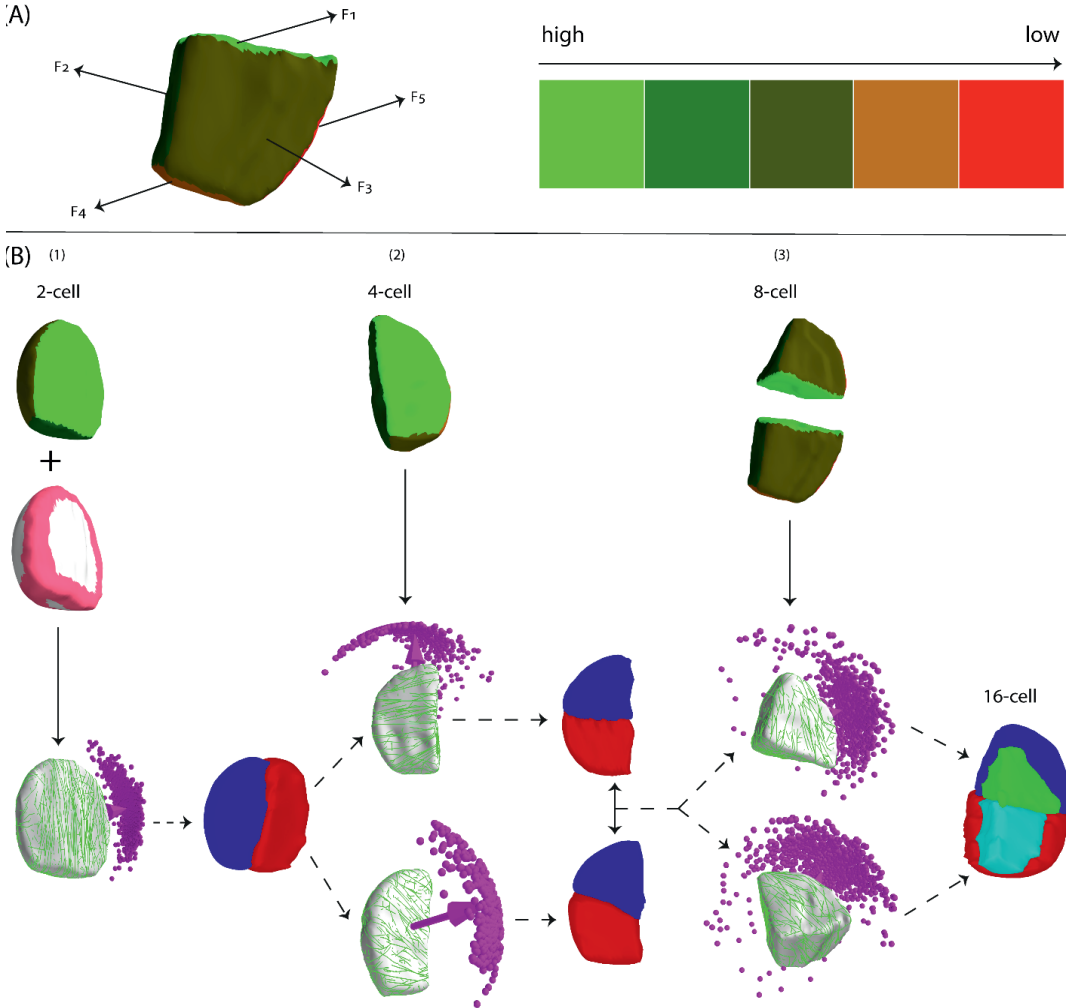 (A)
F1
F2
F5
F3
F4
high low
(B)
(1) (2) (3)
2-cell 4-cell 8-cell
+
16-cell